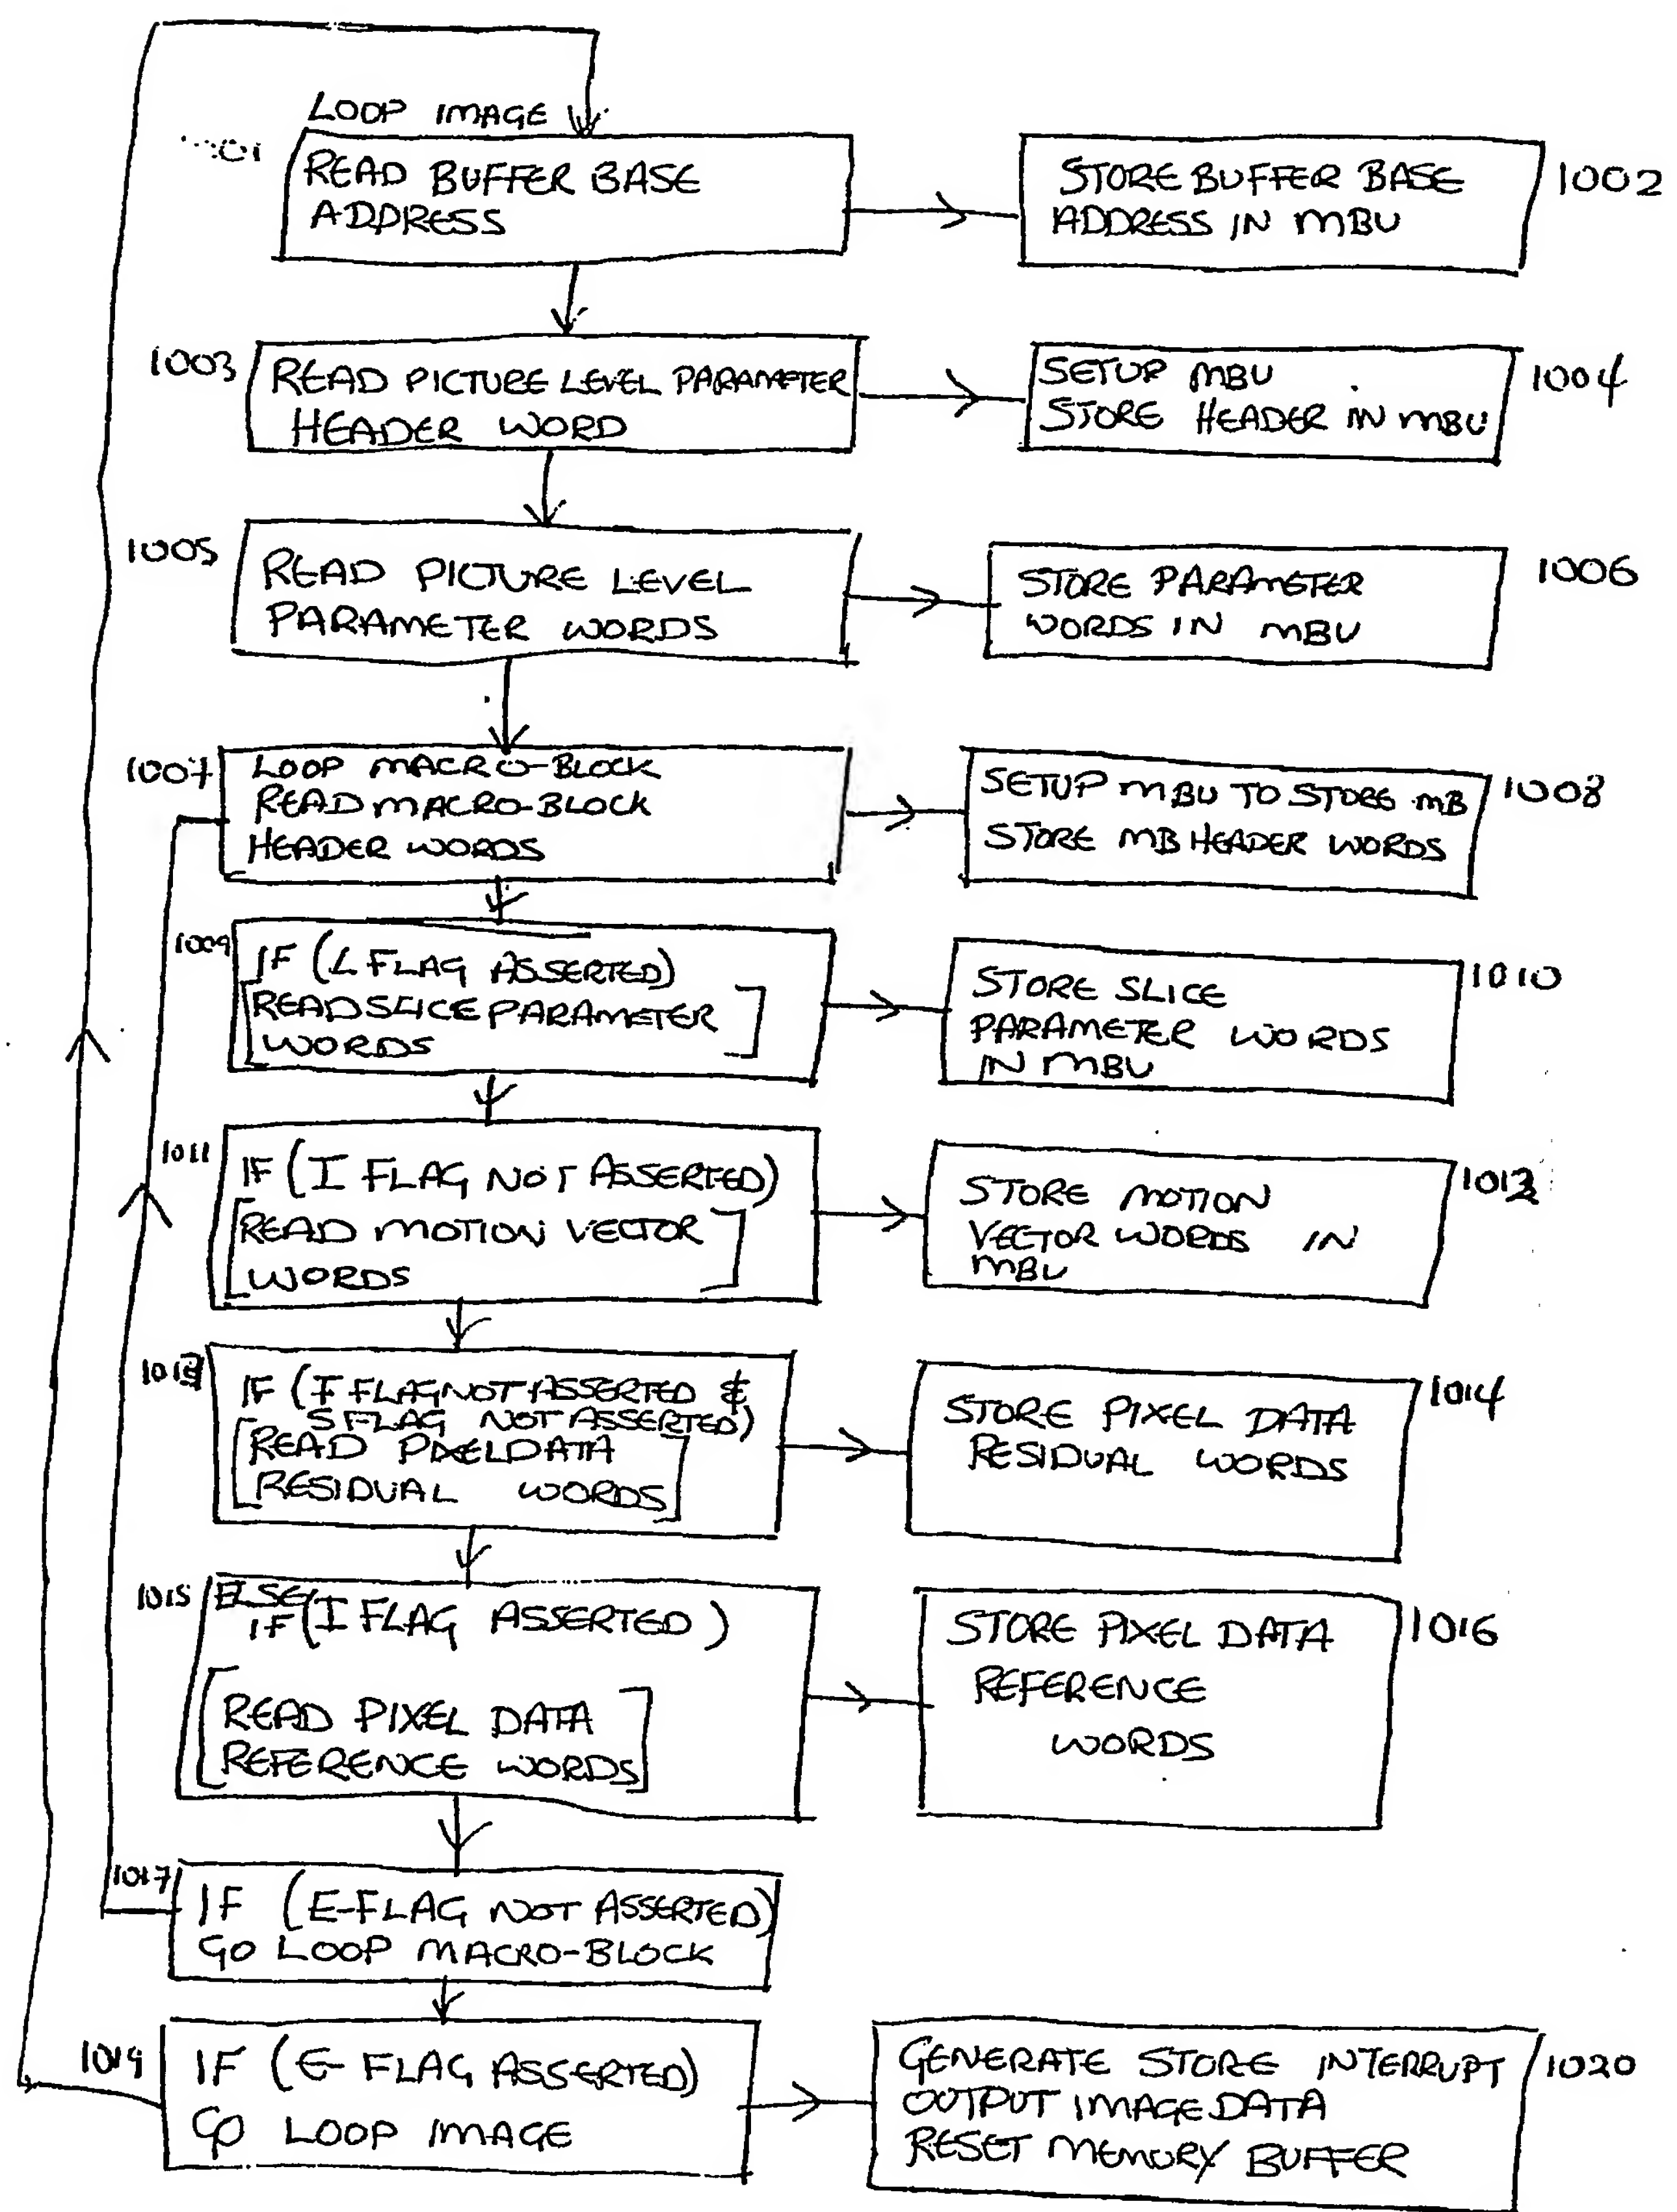 LOOP IMAGE
READ BUFFER BASE
ADDRESS
STORE BUFFER BASE
ADDRESS IN MBU
1002
1003
READ PICTURE LEVEL PARAMETER
HEADER WORD
SETUP MBU
STORE HEADER IN MBU
1004
1005
READ PICTURE LEVEL
PARAMETER WORDS
STORE PARAMETER
WORDS IN MBU
1006
1007
LOOP MACRO-BLOCK
READ MACRO-BLOCK
HEADER WORDS
SETUP MBU TO STORE MB
STORE MB HEADER WORDS
1008
1009
IF (L FLAG ASSERTED)
[READ SLICE PARAMETER
WORDS]
STORE SLICE
PARAMETER WORDS
IN MBU
1010
1011
IF (I FLAG NOT ASSERTED)
[READ MOTION VECTOR
WORDS]
STORE MOTION
VECTOR WORDS IN
MBU
1012
1013
IF (I FLAG NOT ASSERTED &
S FLAG NOT ASSERTED)
[READ PIXEL DATA
RESIDUAL WORDS]
STORE PIXEL DATA
RESIDUAL WORDS
1014
1015
ELSE
IF (I FLAG ASSERTED)
[READ PIXEL DATA
REFERENCE WORDS]
STORE PIXEL DATA
REFERENCE
WORDS
1016
1017
IF (E-FLAG NOT ASSERTED)
GO LOOP MACRO-BLOCK
1019
IF (E- FLAG ASSERTED)
GO LOOP IMAGE
GENERATE STORE INTERRUPT
OUTPUT IMAGE DATA
RESET MEMORY BUFFER
1020